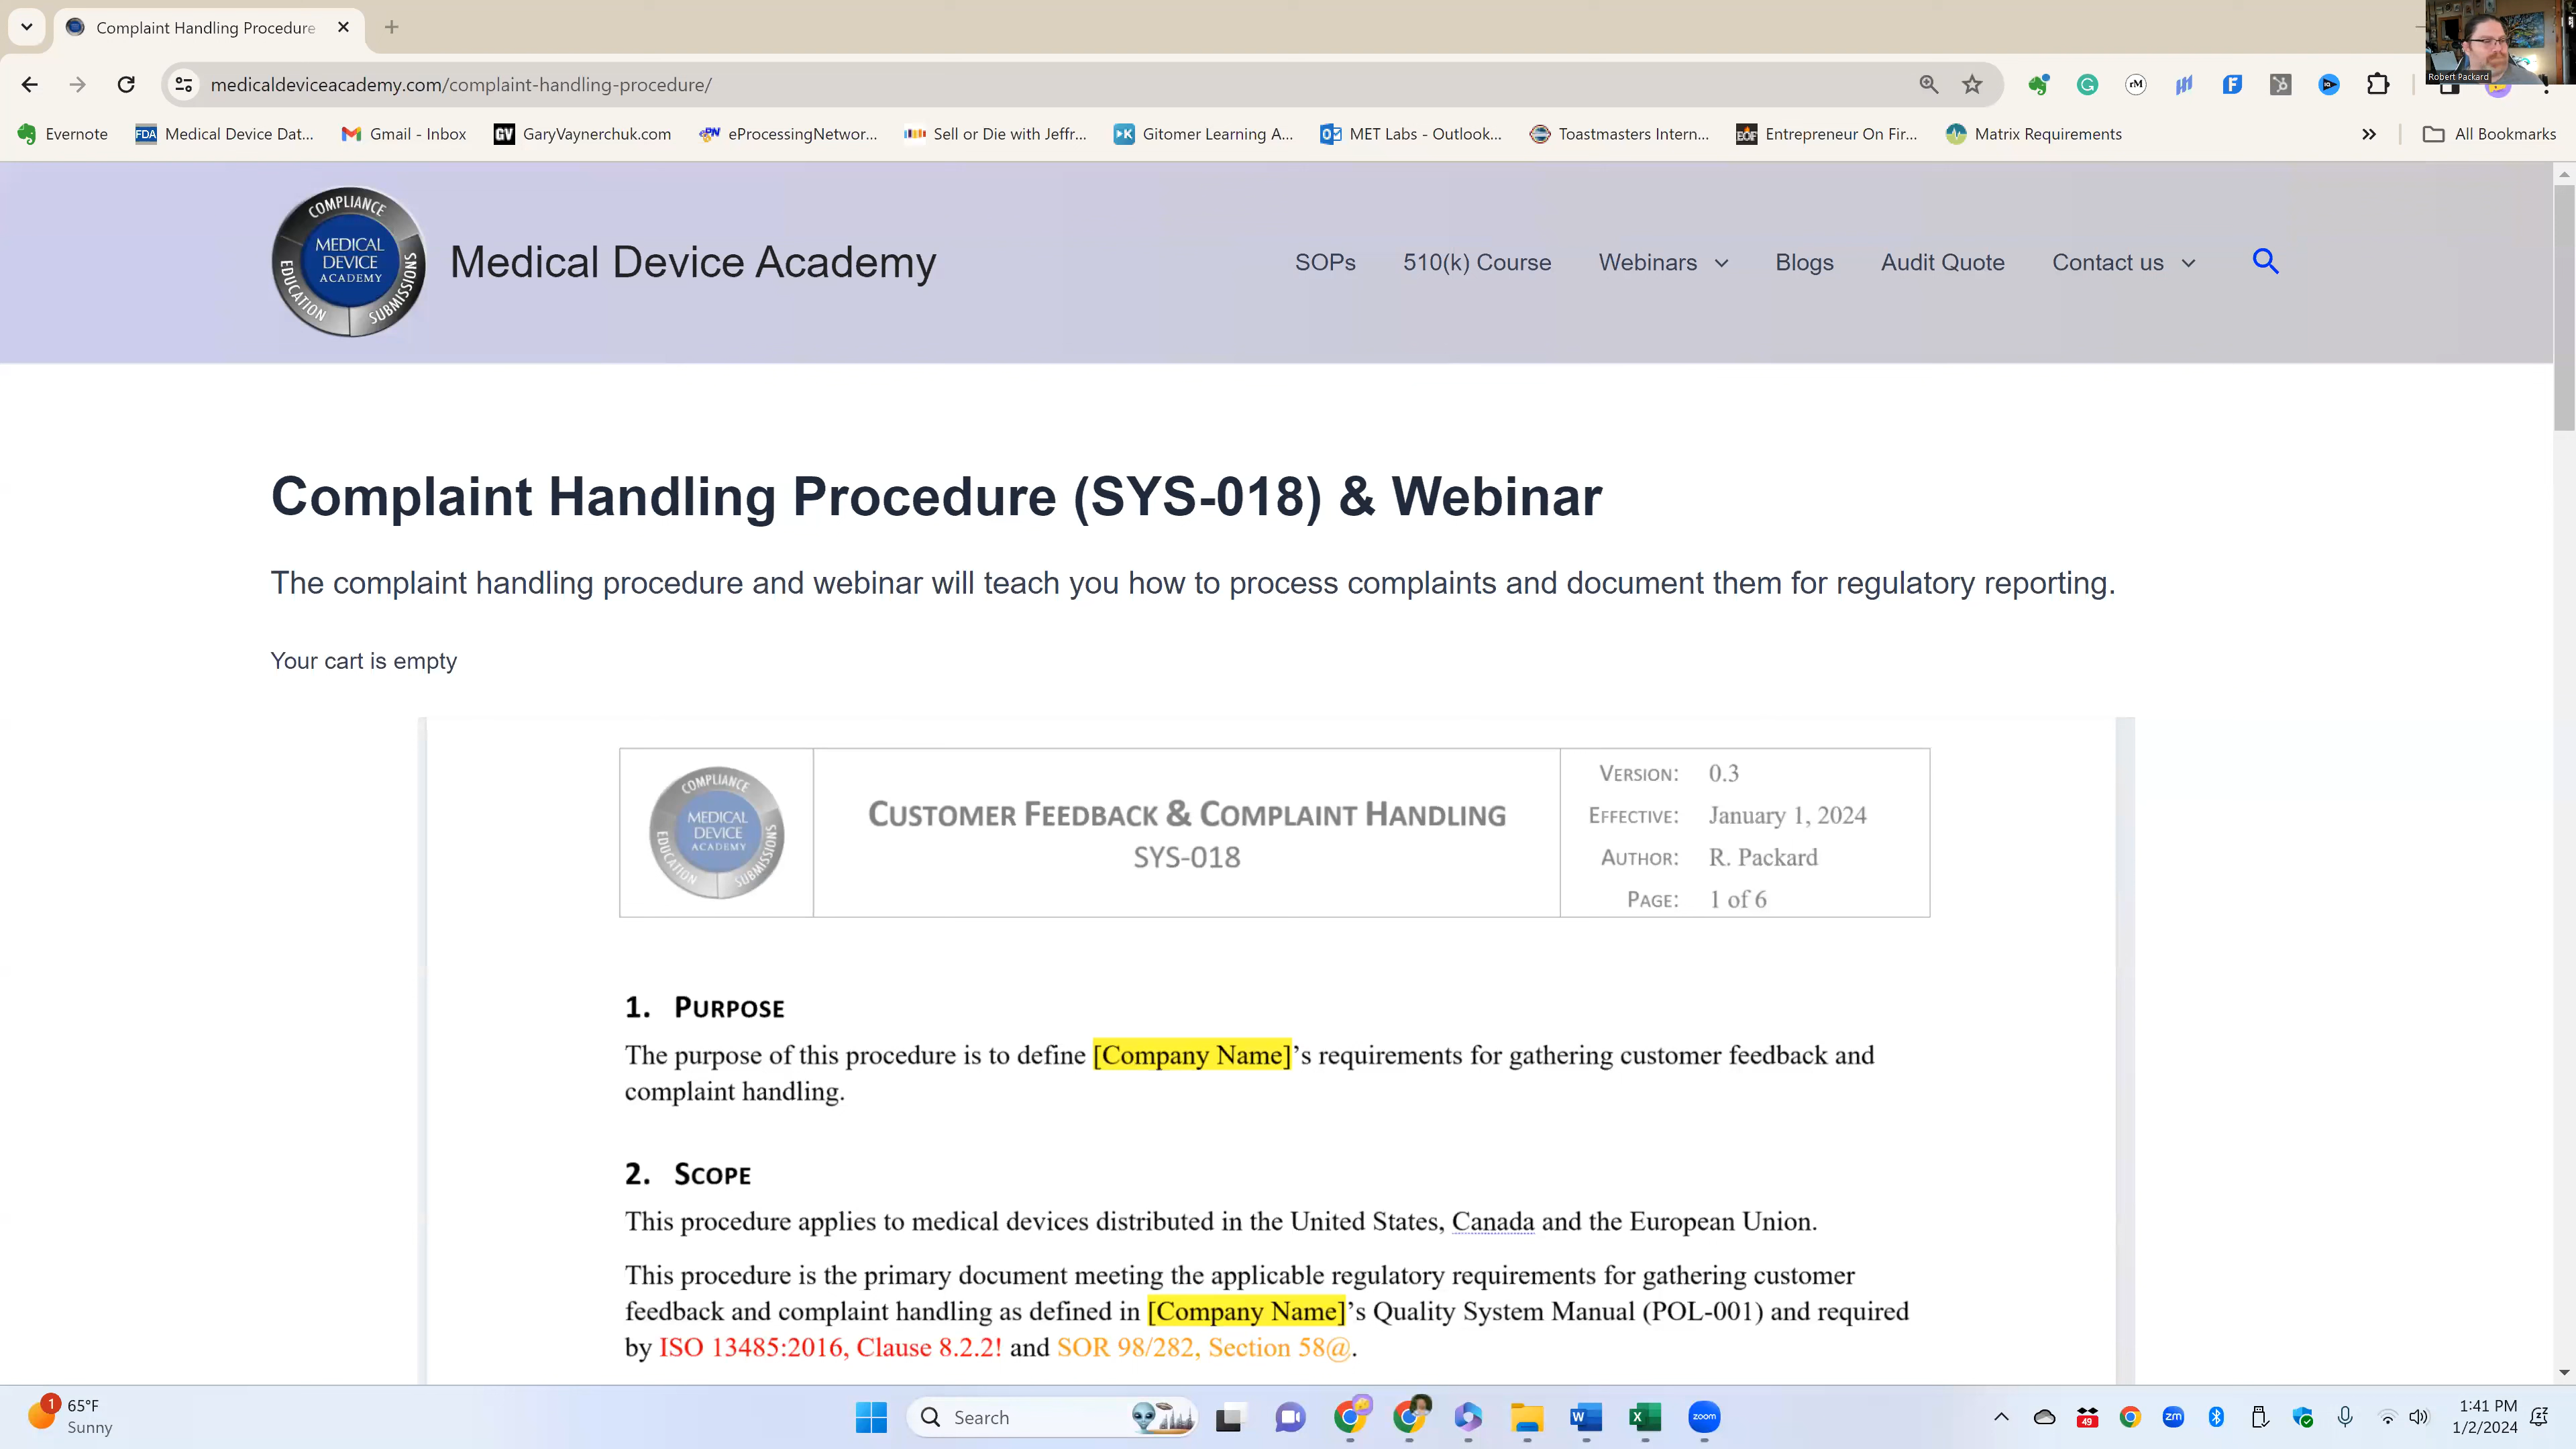 Complaint Handling Procedure
Robert Packard
medicaldeviceacademy.com/complaint-handling-procedure/
Evernote
FDA Medical Device Dat...
Gmail - Inbox
GV GaryVaynerchuk.com
ePN eProcessingNetwor...
Sell or Die with Jeffr...
Gitomer Learning A...
MET Labs - Outlook...
Toastmasters Intern...
EOF Entrepreneur On Fir...
Matrix Requirements
All Bookmarks
COMPLIANCE
MEDICAL
DEVICE
ACADEMY
EDUCATION
SUBMISSIONS
Medical Device Academy
SOPs
510(k) Course
Webinars
Blogs
Audit Quote
Contact us
Complaint Handling Procedure (SYS-018) & Webinar
The complaint handling procedure and webinar will teach you how to process complaints and document them for regulatory reporting.
Your cart is empty
COMPLIANCE
MEDICAL
DEVICE
ACADEMY
EDUCATION
SUBMISSIONS
CUSTOMER FEEDBACK & COMPLAINT HANDLING
SYS-018
VERSION: 0.3
EFFECTIVE: January 1, 2024
AUTHOR: R. Packard
PAGE: 1 of 6
1. PURPOSE
The purpose of this procedure is to define [Company Name]'s requirements for gathering customer feedback and
complaint handling.
2. SCOPE
This procedure applies to medical devices distributed in the United States, Canada and the European Union.
This procedure is the primary document meeting the applicable regulatory requirements for gathering customer
feedback and complaint handling as defined in [Company Name]'s Quality System Manual (POL-001) and required
by ISO 13485:2016, Clause 8.2.2! and SOR 98/282, Section 58@.
1
65°F
Sunny
Search
zoom
49
zm
1:41 PM
1/2/2024